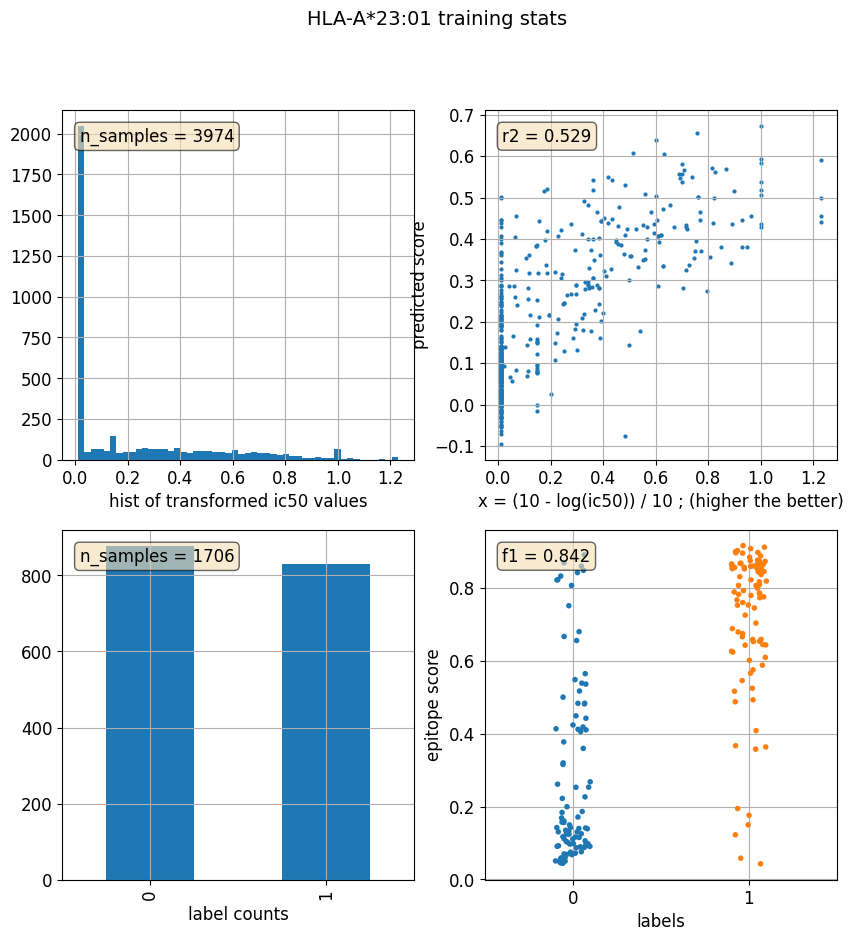 HLA-A*23:01 training stats
n_samples = 3974
2000
1750
1500
1250
1000
750
500
250
0
0.0 0.2 0.4 0.6 0.8 1.0 1.2
hist of transformed ic50 values
r2 = 0.529
predicted score
0.7
0.6
0.5
0.4
0.3
0.2
0.1
0.0
−0.1
0.0 0.2 0.4 0.6 0.8 1.0 1.2
x = (10 - log(ic50)) / 10 ; (higher the better)
n_samples = 1706
800
600
400
200
0
0 1
label counts
f1 = 0.842
epitope score
0.8
0.6
0.4
0.2
0.0
0 1
labels